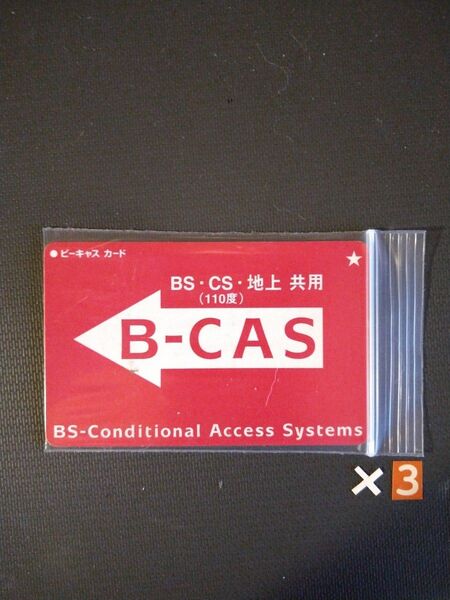 ●ビーキャス カード
★
BS・CS・地上 共用
(110度)
B-CAS
BS-Conditional Access Systems
×3